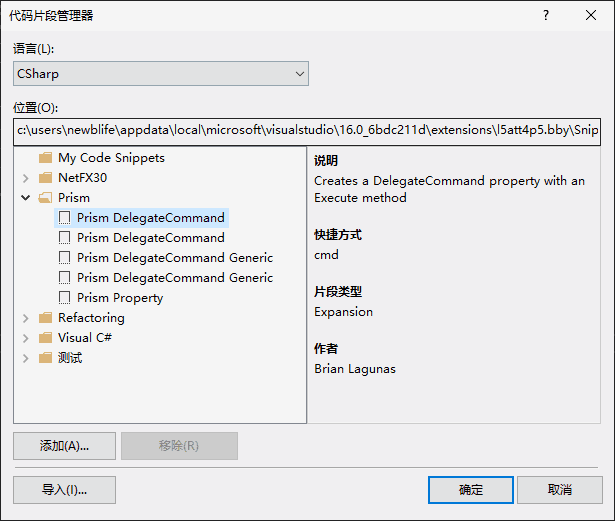 代码片段管理器
语言(L):
CSharp
位置(O):
c:\users\newblife\appdata\local\microsoft\visualstudio\16.0_6bdc211d\extensions\l5att4p5.bby\Snip
My Code Snippets
NetFX30
Prism
Prism DelegateCommand
Prism DelegateCommand
Prism DelegateCommand Generic
Prism DelegateCommand Generic
Prism Property
Refactoring
Visual C#
测试
说明
Creates a DelegateCommand property with an
Execute method
快捷方式
cmd
片段类型
Expansion
作者
Brian Lagunas
添加(A)...
移除(R)
导入(I)...
确定
取消